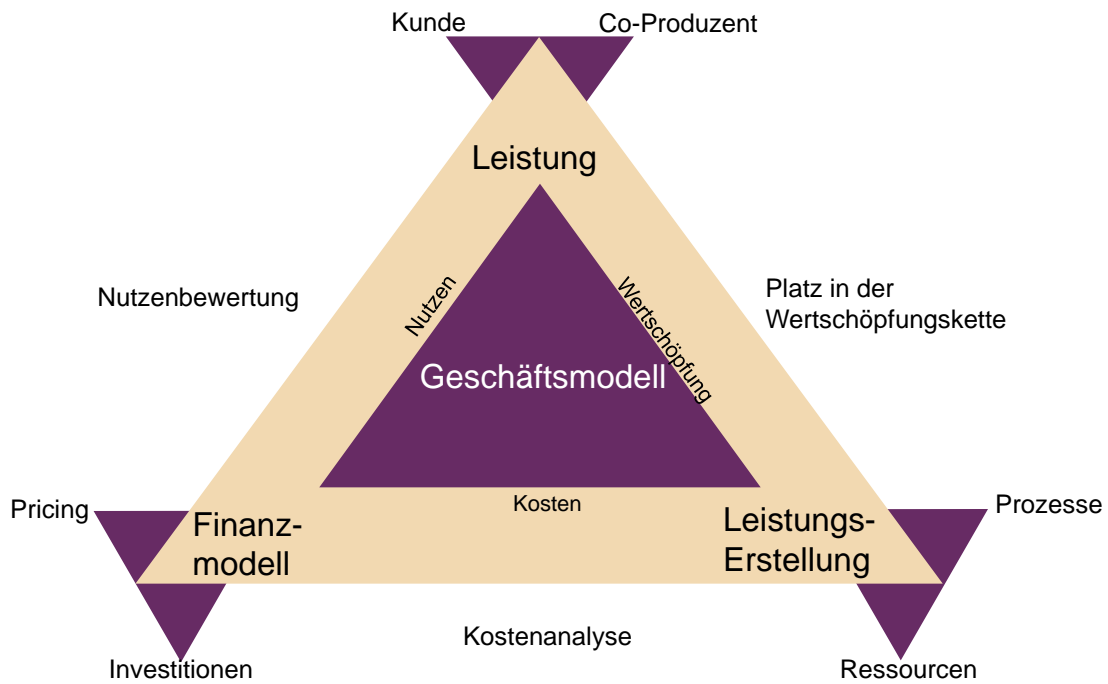 Kunde
Co-Produzent
Leistung
Nutzenbewertung
Nutzen
Wertschöpfung
Platz in der
Wertschöpfungskette
Geschäftsmodell
Kosten
Pricing
Finanz-
modell
Leistungs-
Erstellung
Prozesse
Kostenanalyse
Investitionen
Ressourcen